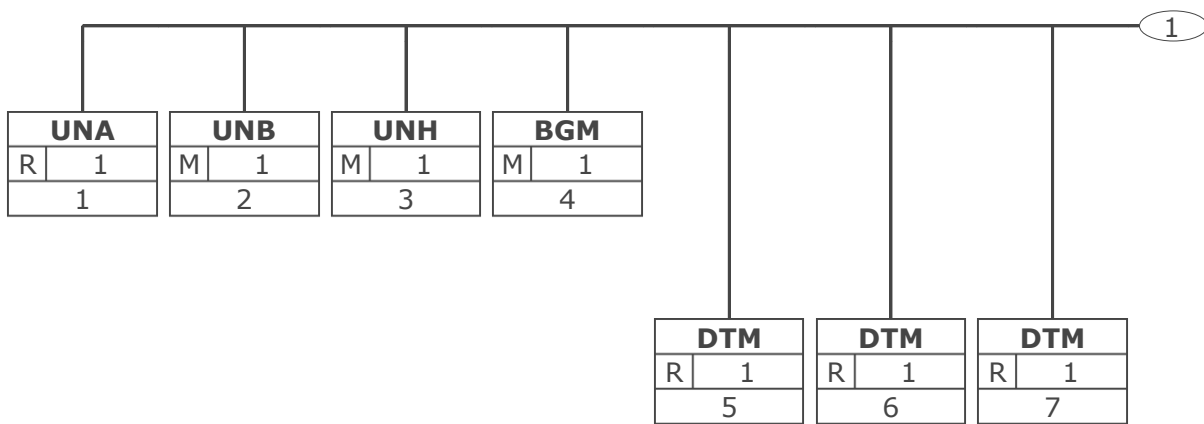 1
UNA UNB UNH BGM
R 1 M 1 M 1 M 1
1 2 3 4
DTM DTM DTM
R 1 R 1 R 1
5 6 7